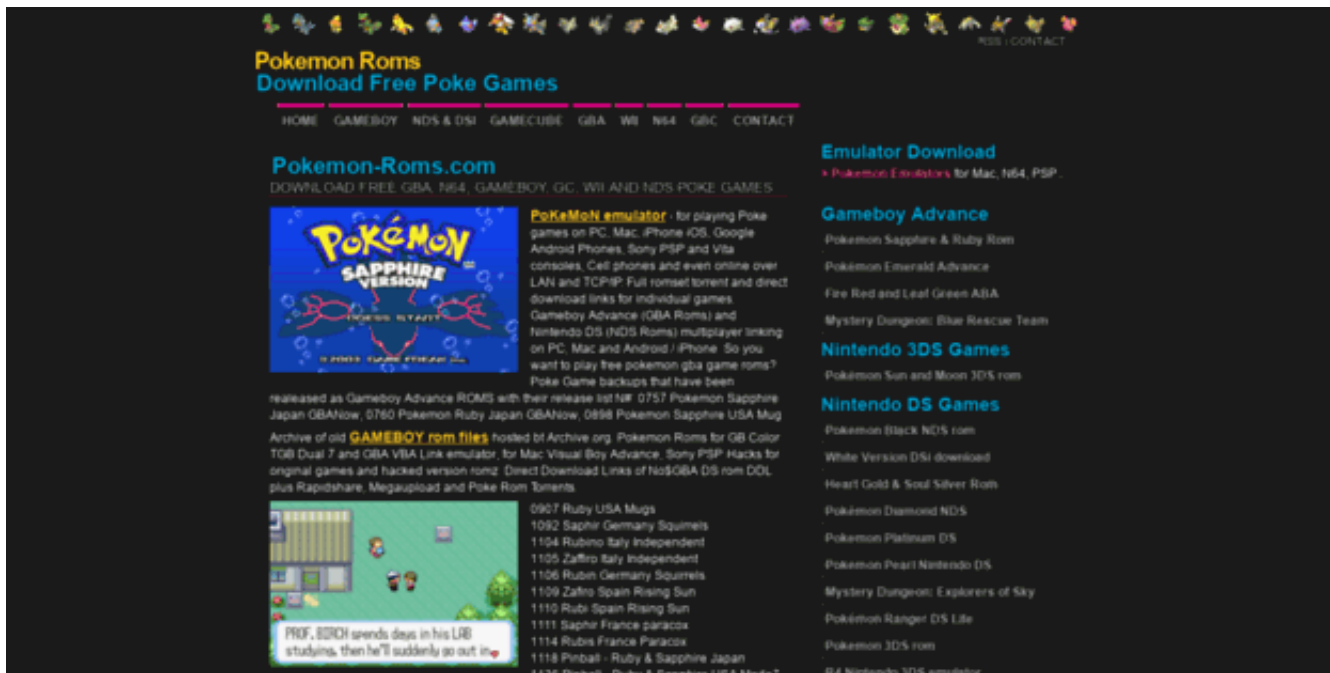 RSS | CONTACT
Pokemon Roms
Download Free Poke Games
HOME GAMEBOY NDS & DSI GAMECUBE GBA WII N64 GBC CONTACT
Pokemon-Roms.com
DOWNLOAD FREE GBA, N64, GAMEBOY, GC, WII AND NDS POKE GAMES
POKéMON
SAPPHIRE
VERSION
PRESS START
PoKeMoN emulator - for playing Poke
games on PC, Mac, iPhone iOS, Google
Android Phones, Sony PSP and Vita
consoles, Cell phones and even online over
LAN and TCP/IP. Full romset torrent and direct
download links for individual games.
Gameboy Advance (GBA Roms) and
Nintendo DS (NDS Roms) multiplayer linking
on PC, Mac and Android / iPhone. So you
want to play free pokemon gba game roms?
Poke Game backups that have been
realeased as Gameboy Advance ROMS with their release list N#: 0757 Pokemon Sapphire
Japan GBANow, 0760 Pokemon Ruby Japan GBANow, 0898 Pokemon Sapphire USA Mug
Archive of old GAMEBOY rom files hosted bt Archive org. Pokemon Roms for GB Color
TGB Dual 7 and GBA VBA Link emulator, for Mac Visual Boy Advance, Sony PSP Hacks for
original games and hacked version romz. Direct Download Links of No$GBA DS rom DDL
plus Rapidshare, Megaupload and Poke Rom Torrents.
PROF. BIRCH spends days in his LAB
studying, then he'll suddenly go out in
0907 Ruby USA Mugs
1092 Saphir Germany Squirrels
1104 Rubino Italy Independent
1105 Zaffiro Italy Independent
1106 Rubin Germany Squirrels
1109 Zafiro Spain Rising Sun
1110 Rubi Spain Rising Sun
1111 Saphir France paracox
1114 Rubis France Paracox
1118 Pinball - Ruby & Sapphire Japan
Emulator Download
Pokemon Emulators for Mac, N64, PSP .
Gameboy Advance
Pokemon Sapphire & Ruby Rom
Pokémon Emerald Advance
Fire Red and Leaf Green ABA
Mystery Dungeon: Blue Rescue Team
Nintendo 3DS Games
Pokémon Sun and Moon 3DS rom
Nintendo DS Games
Pokemon Black NDS rom
White Version DSi download
Heart Gold & Soul Silver Rom
Pokémon Diamond NDS
Pokemon Platinum DS
Pokemon Pearl Nintendo DS
Mystery Dungeon: Explorers of Sky
Pokémon Ranger DS Lite
Pokemon 3DS rom
R4 Nintendo 3DS emulator